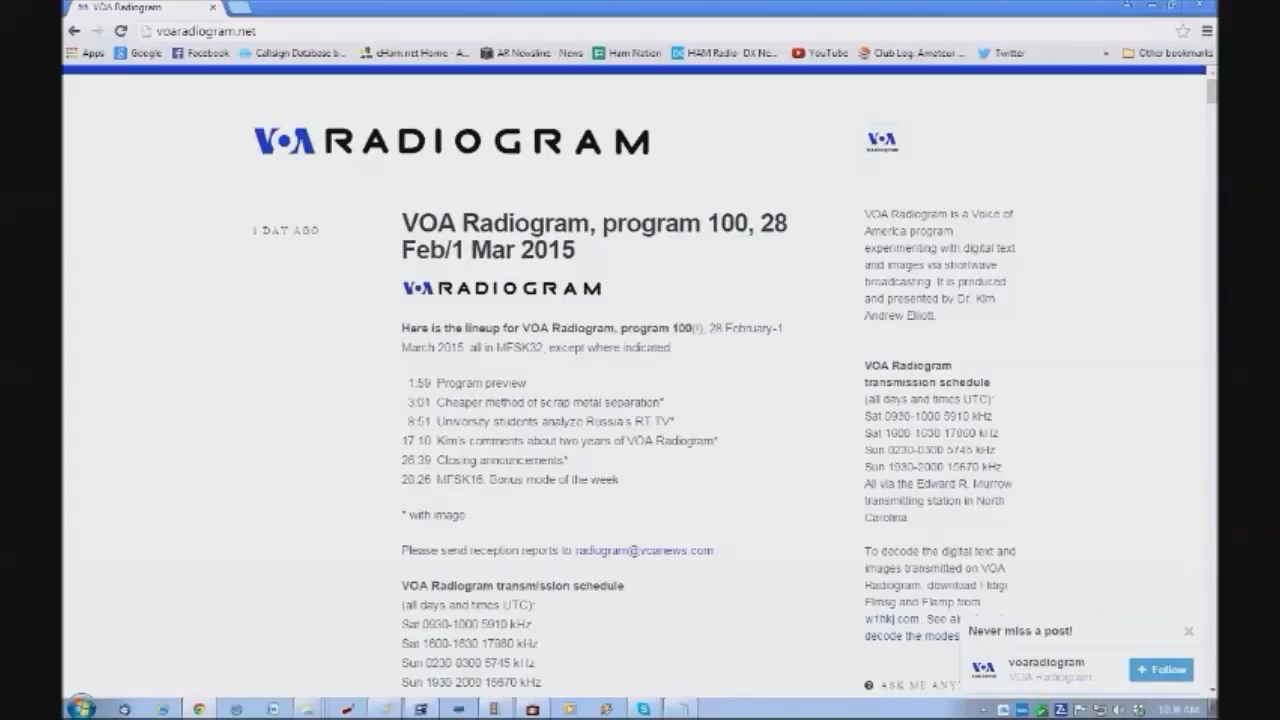 VOA Radiogram
voaradiogram.net
Apps Google Facebook Callsign Database b... eHam.net Home - A... AR Newsline - News Ham Nation HAM Radio- DX Ne... YouTube Club Log: Amateur ... Twitter » Other bookmarks
VOA RADIOGRAM
VOA
1 DAY AGO
VOA Radiogram, program 100, 28
Feb/1 Mar 2015
VOA RADIOGRAM
Here is the lineup for VOA Radiogram, program 100(!), 28 February-1
March 2015 all in MFSK32, except where indicated
1:59 Program preview
3:01 Cheaper method of scrap metal separation*
8:51 University students analyze Russia's RT TV*
17:10 Kim's comments about two years of VOA Radiogram*
26:39 Closing announcements*
28:26 MFSK16: Bonus mode of the week
* with image
Please send reception reports to radiogram@voanews.com
VOA Radiogram transmission schedule
(all days and times UTC):
Sat 0930-1000 5910 kHz
Sat 1600-1630 17860 kHz
Sun 0230-0300 5745 kHz
Sun 1930-2000 15670 kHz
VOA Radiogram is a Voice of
America program
experimenting with digital text
and images via shortwave
broadcasting. It is produced
and presented by Dr. Kim
Andrew Elliott.
VOA Radiogram
transmission schedule
(all days and times UTC):
Sat 0930-1000 5910 kHz
Sat 1600-1630 17860 kHz
Sun 0230-0300 5745 kHz
Sun 1930-2000 15670 kHz
All via the Edward R. Murrow
transmitting station in North
Carolina
To decode the digital text and
images transmitted on VOA
Radiogram, download Fldigi
Flmsg and Flamp from
w1hkj.com. See al
decode the modes
ASK ME ANY
Never miss a post!
voaradiogram
VOA Radiogram
+ Follow